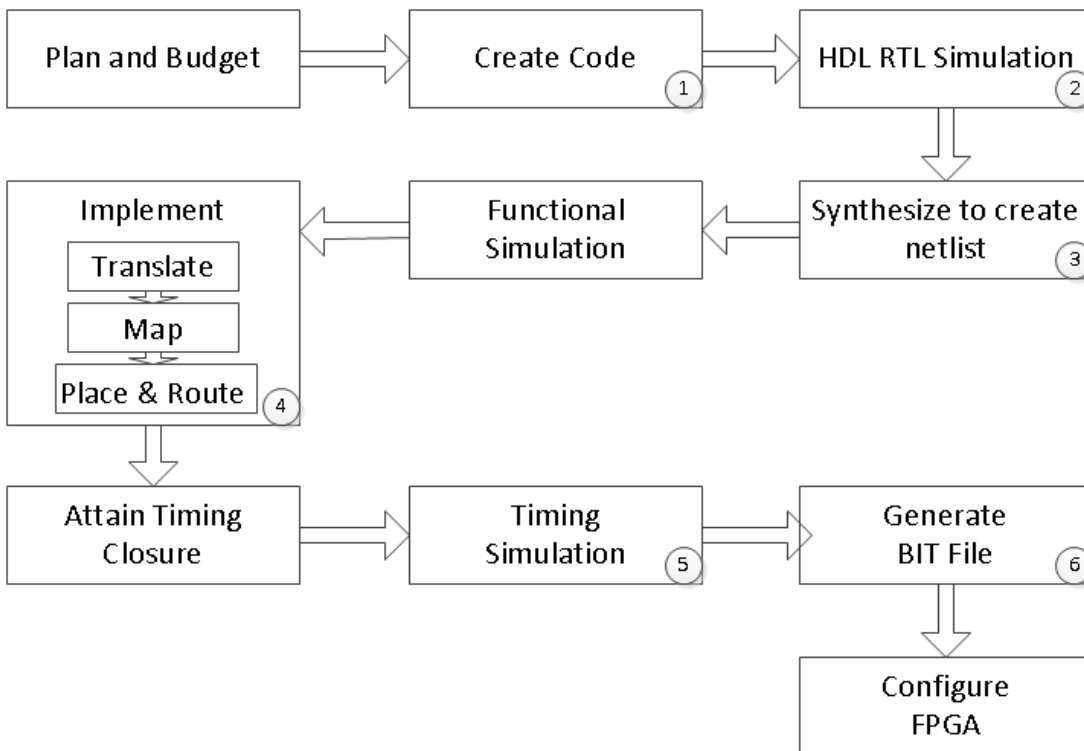 Plan and Budget
Create Code
1
HDL RTL Simulation
2
Synthesize to create
netlist
3
Functional
Simulation
Implement
Translate
Map
Place & Route
4
Attain Timing
Closure
Timing
Simulation
5
Generate
BIT File
6
Configure
FPGA